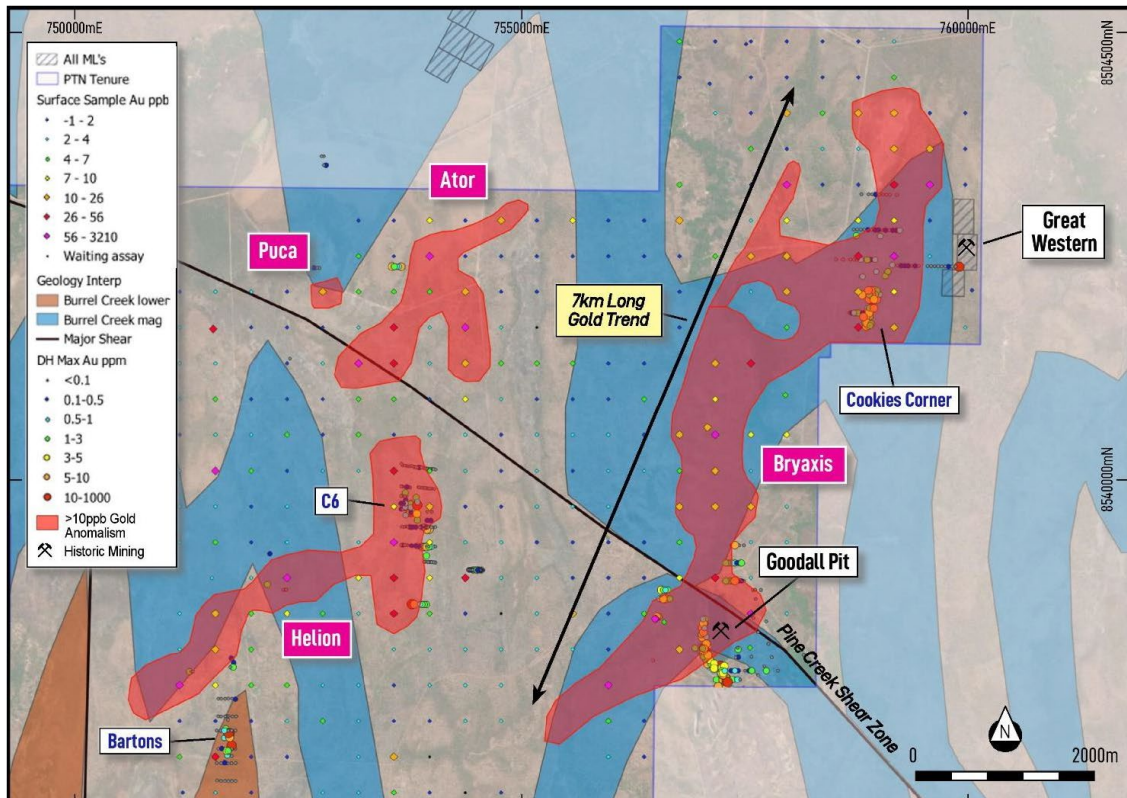 750000mE
755000mE
760000mE
8504500mN
8540000mN
All ML's
PTN Tenure
Surface Sample Au ppb
-1 - 2
2 - 4
4 - 7
7 - 10
10 - 26
26 - 56
56 - 3210
Waiting assay
Geology Interp
Burrel Creek lower
Burrel Creek mag
Major Shear
DH Max Au ppm
<0.1
0.1-0.5
0.5-1
1-3
3-5
5-10
10-1000
>10ppb Gold
Anomalism
Historic Mining
Ator
Puca
Great
Western
7km Long
Gold Trend
Cookies Corner
Bryaxis
C6
Goodall Pit
Helion
Pine Creek Shear Zone
Bartons
N
0
2000m